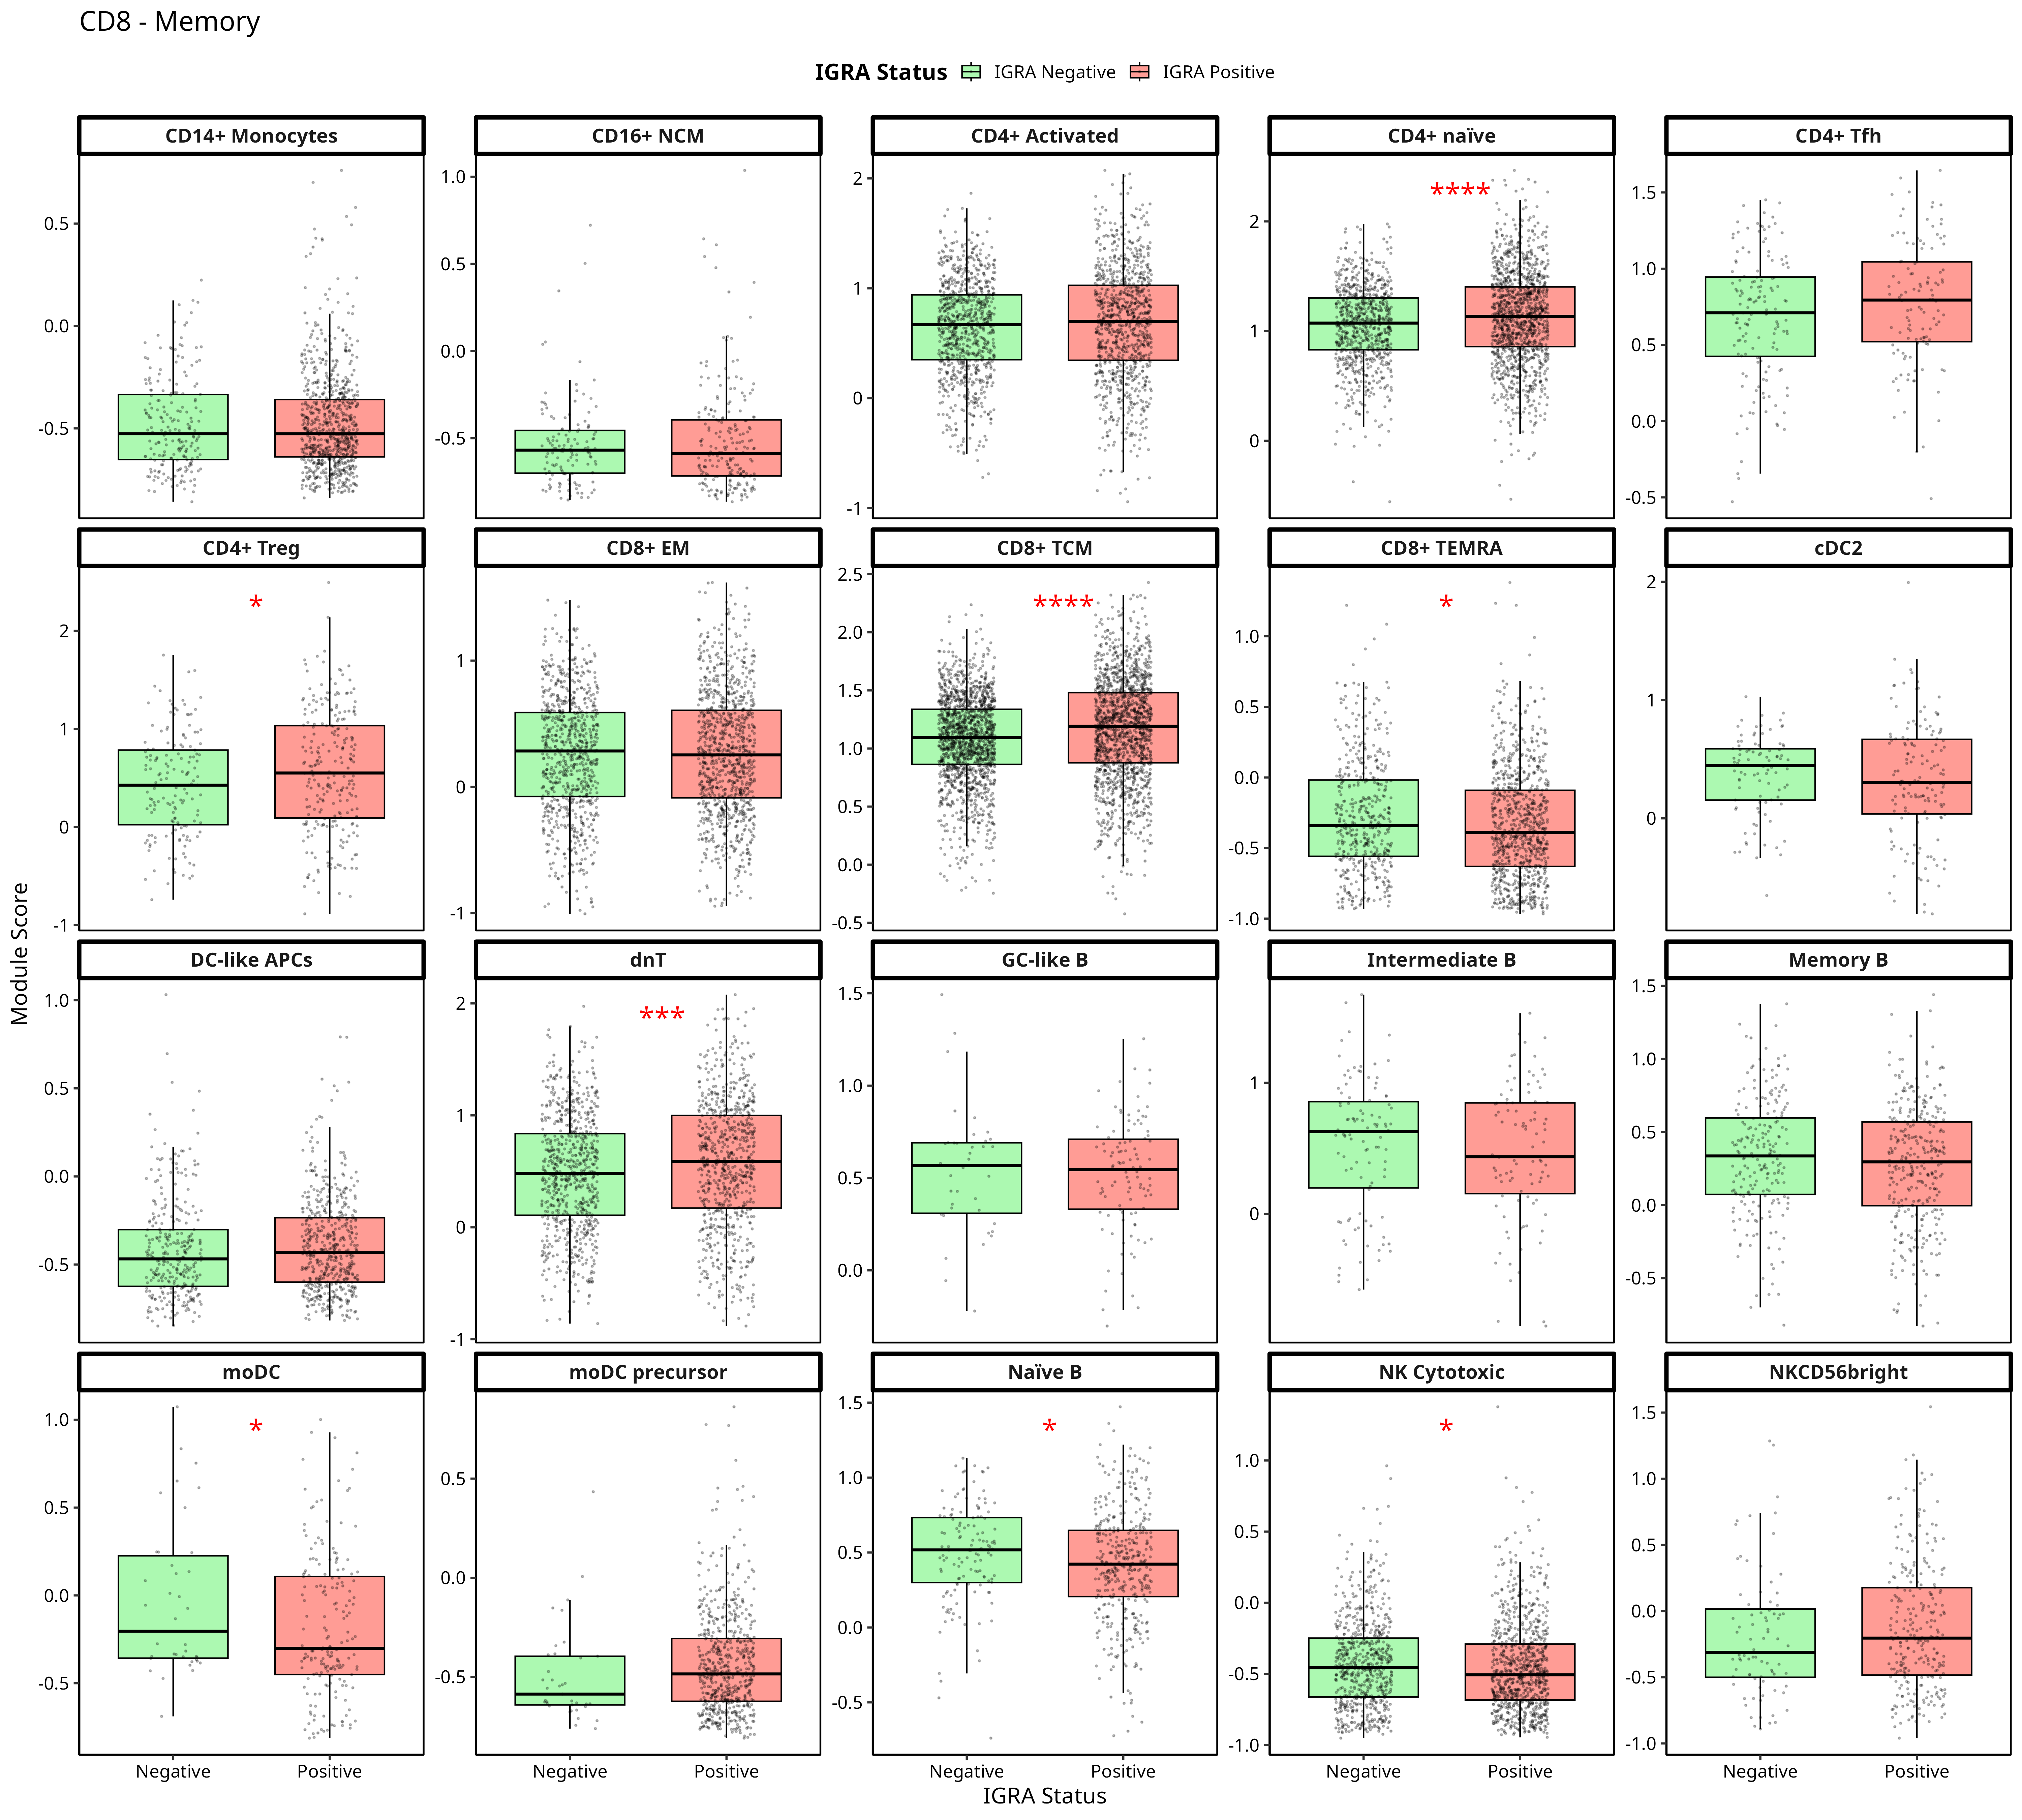 CD8 - Memory
IGRA Status IGRA Negative IGRA Positive
CD14+ Monocytes CD16+ NCM CD4+ Activated CD4+ naïve CD4+ Tfh
0.5 0.0 -0.5
1.0 0.5 0.0 -0.5
2 1 0 -1
**** 2 1 0
1.5 1.0 0.5 0.0 -0.5
CD4+ Treg CD8+ EM CD8+ TCM CD8+ TEMRA cDC2
* 2 1 0 -1
1 0 -1
**** 2.5 2.0 1.5 1.0 0.5 0.0 -0.5
* 1.0 0.5 0.0 -0.5 -1.0
2 1 0
Module Score
DC-like APCs dnT GC-like B Intermediate B Memory B
1.0 0.5 0.0 -0.5
*** 2 1 0 -1
1.5 1.0 0.5 0.0
1 0
1.5 1.0 0.5 0.0 -0.5
moDC moDC precursor Naïve B NK Cytotoxic NKCD56bright
* 1.0 0.5 0.0 -0.5
0.5 0.0 -0.5
* 1.5 1.0 0.5 0.0 -0.5
* 1.0 0.5 0.0 -0.5 -1.0
1.5 1.0 0.5 0.0 -0.5 -1.0
Negative Positive Negative Positive Negative Positive Negative Positive Negative Positive
IGRA Status